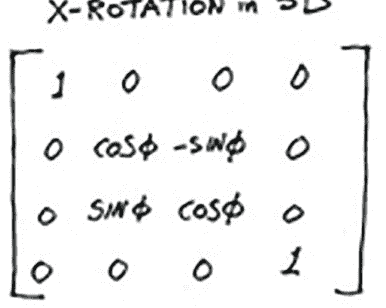 X-ROTATION in 3D
1 0 0 0
0 COSϕ -SINϕ 0
0 SINϕ COSϕ 0
0 0 0 1